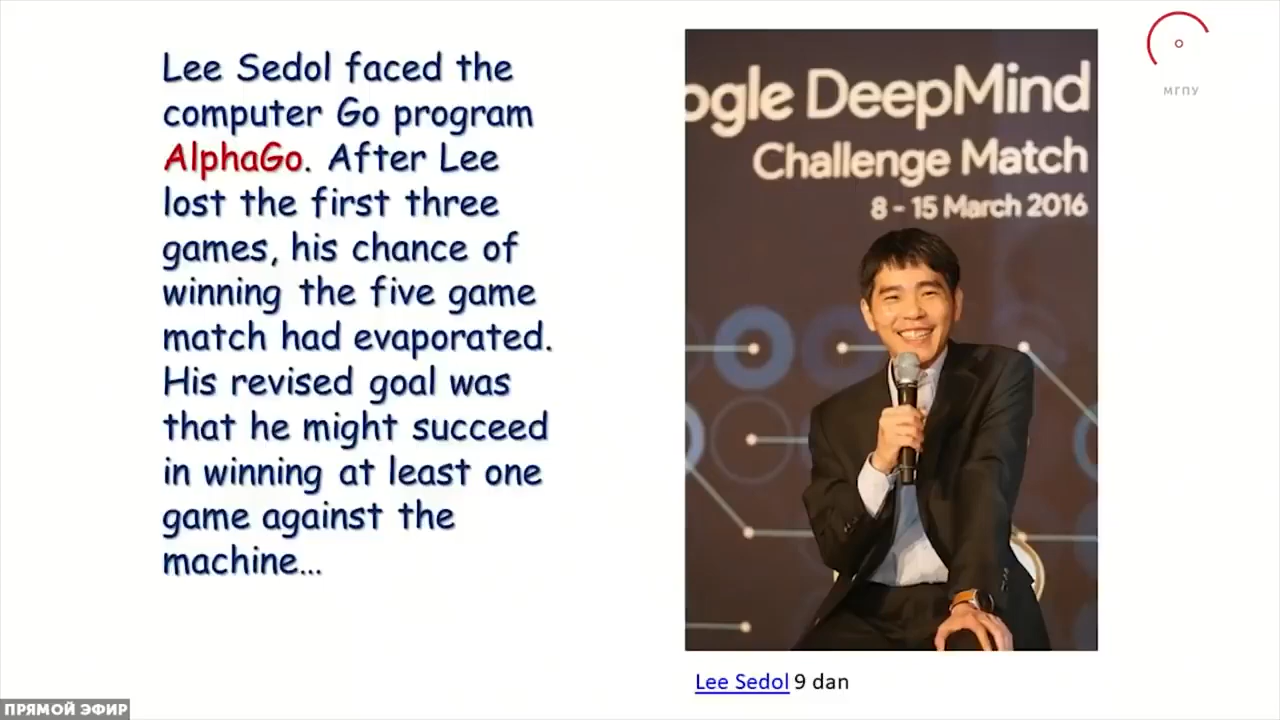 Lee Sedol faced the
computer Go program
AlphaGo. After Lee
lost the first three
games, his chance of
winning the five game
match had evaporated.
His revised goal was
that he might succeed
in winning at least one
game against the
machine...
ogle DeepMind
Challenge Match
8 - 15 March 2016
Lee Sedol 9 dan
МГПУ
ПРЯМОЙ ЭФИР